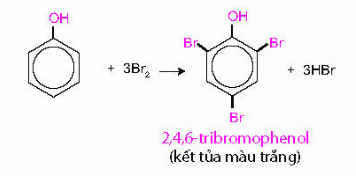 OH
+ 3Br₂
OH
Br
Br
Br
+ 3HBr
2,4,6-tribromophenol
(kết tủa màu trắng)